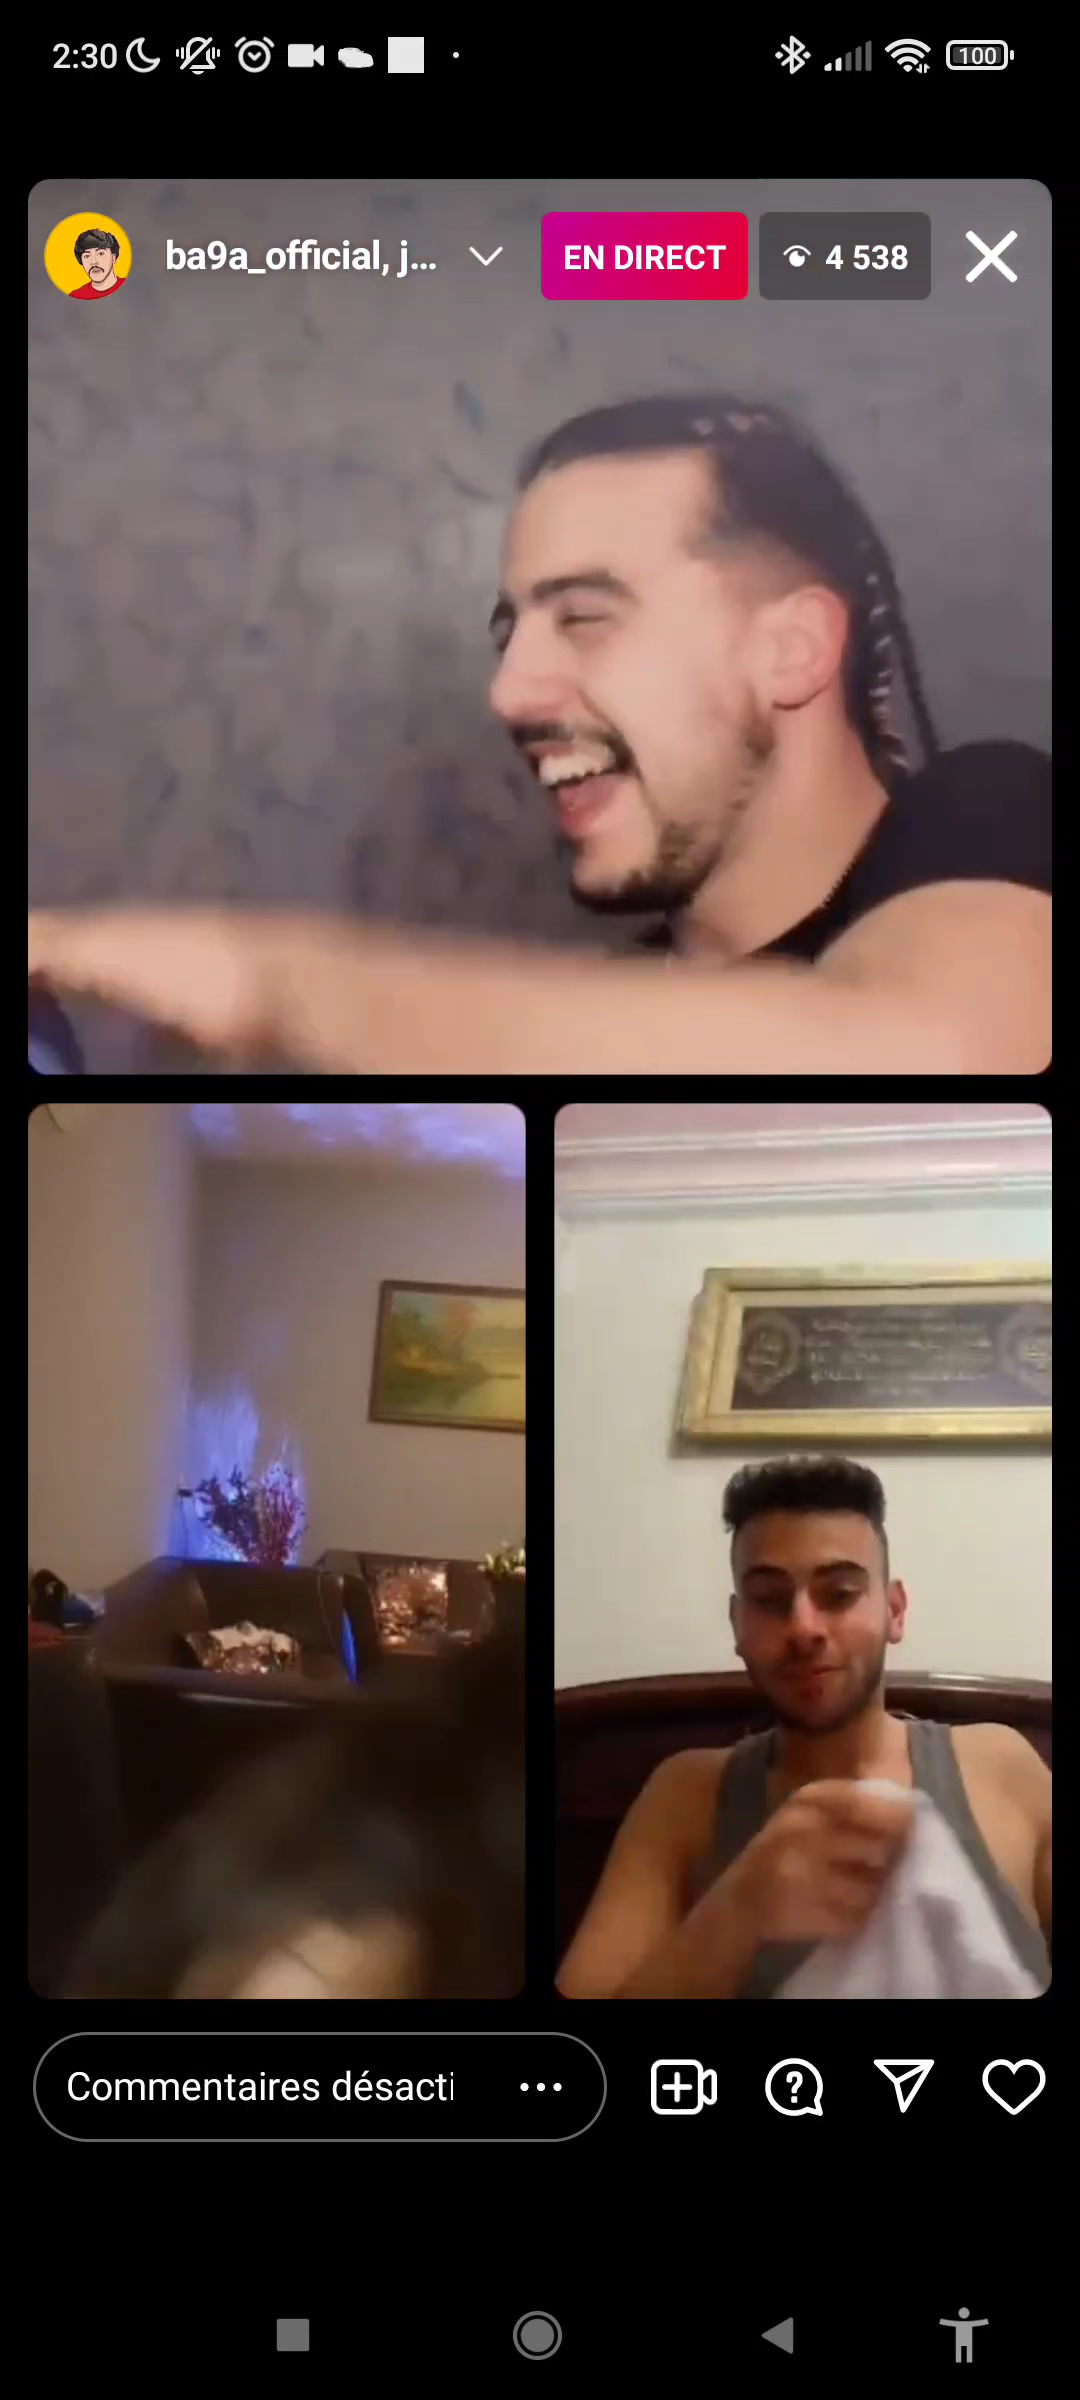 2:30
100
ba9a_official, j...
EN DIRECT
4 538
Commentaires désacti